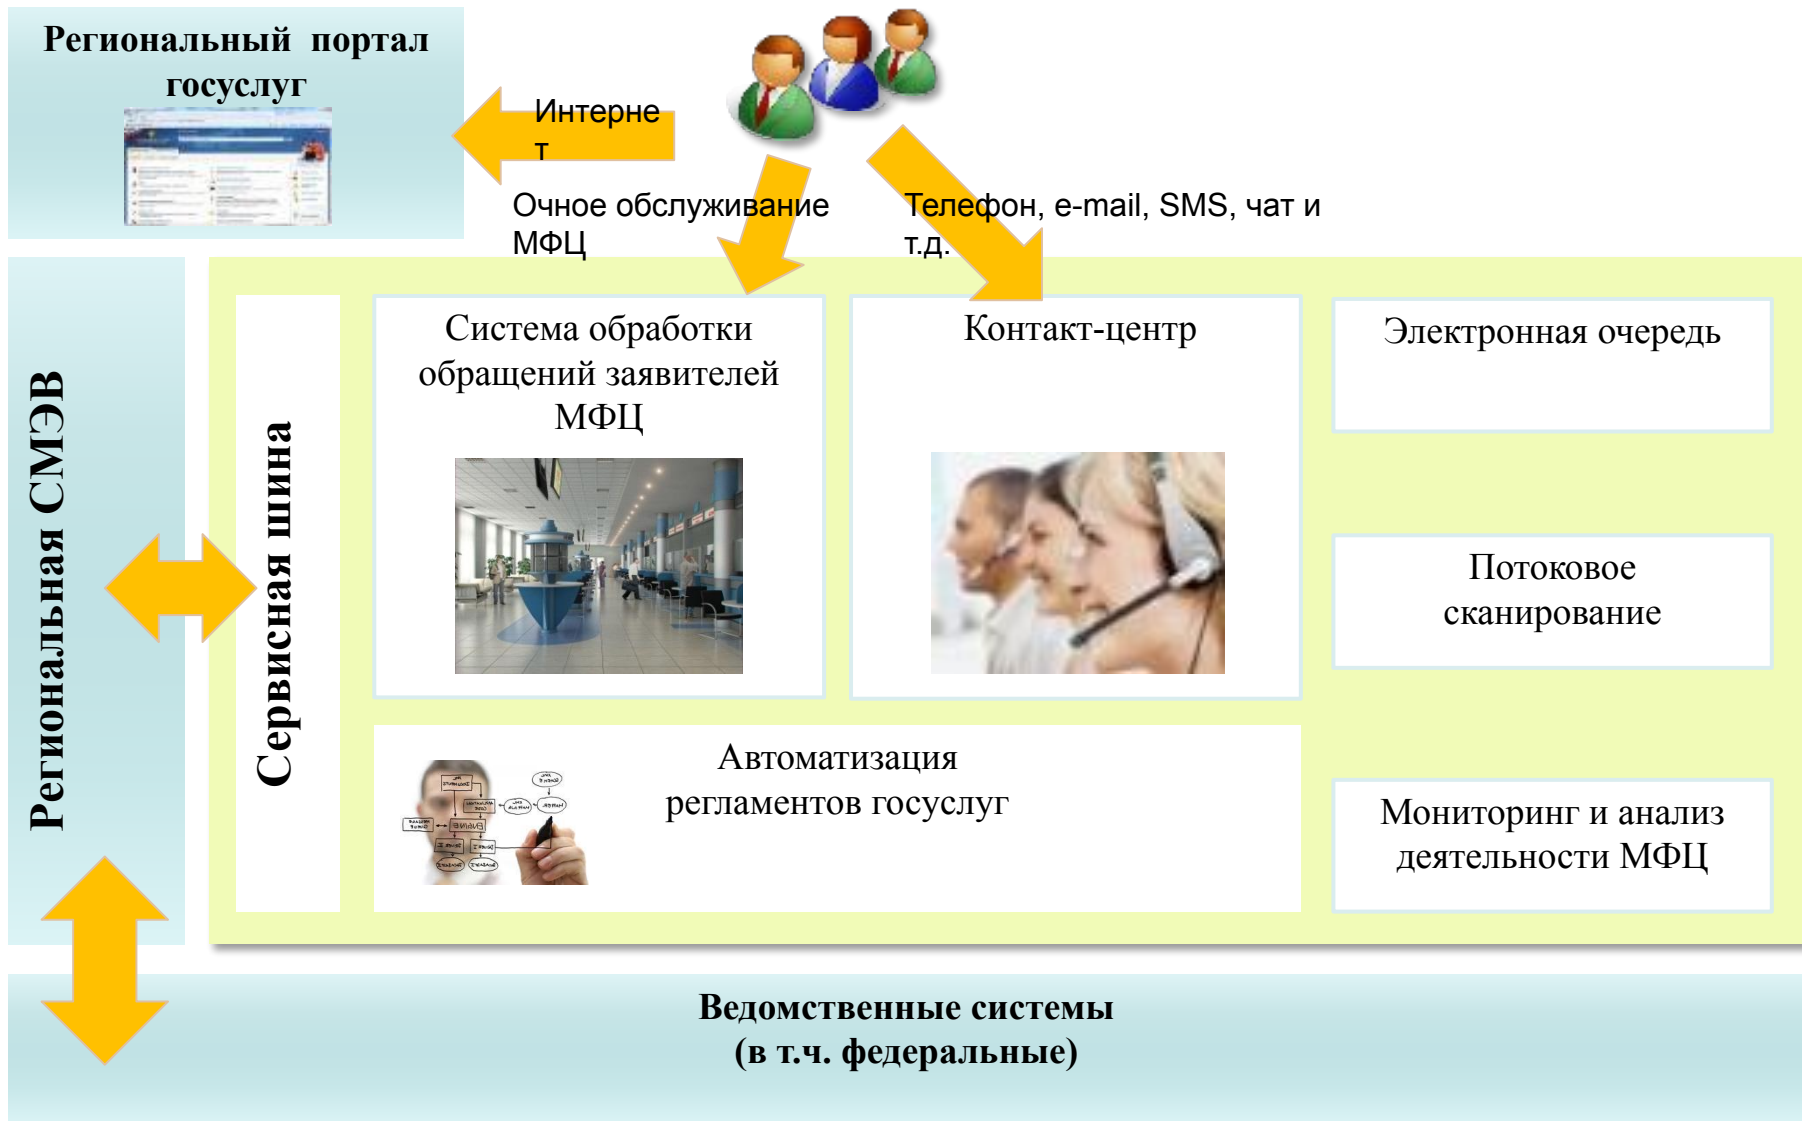 Региональный портал
госуслуг
Интерне
т
Очное обслуживание
МФЦ
Телефон, e-mail, SMS, чат и
т.д.
Региональная СМЭВ
Сервисная шина
Система обработки
обращений заявителей
МФЦ
Контакт-центр
Электронная очередь
Потоковое
сканирование
Автоматизация
регламентов госуслуг
Мониторинг и анализ
деятельности МФЦ
Ведомственные системы
(в т.ч. федеральные)